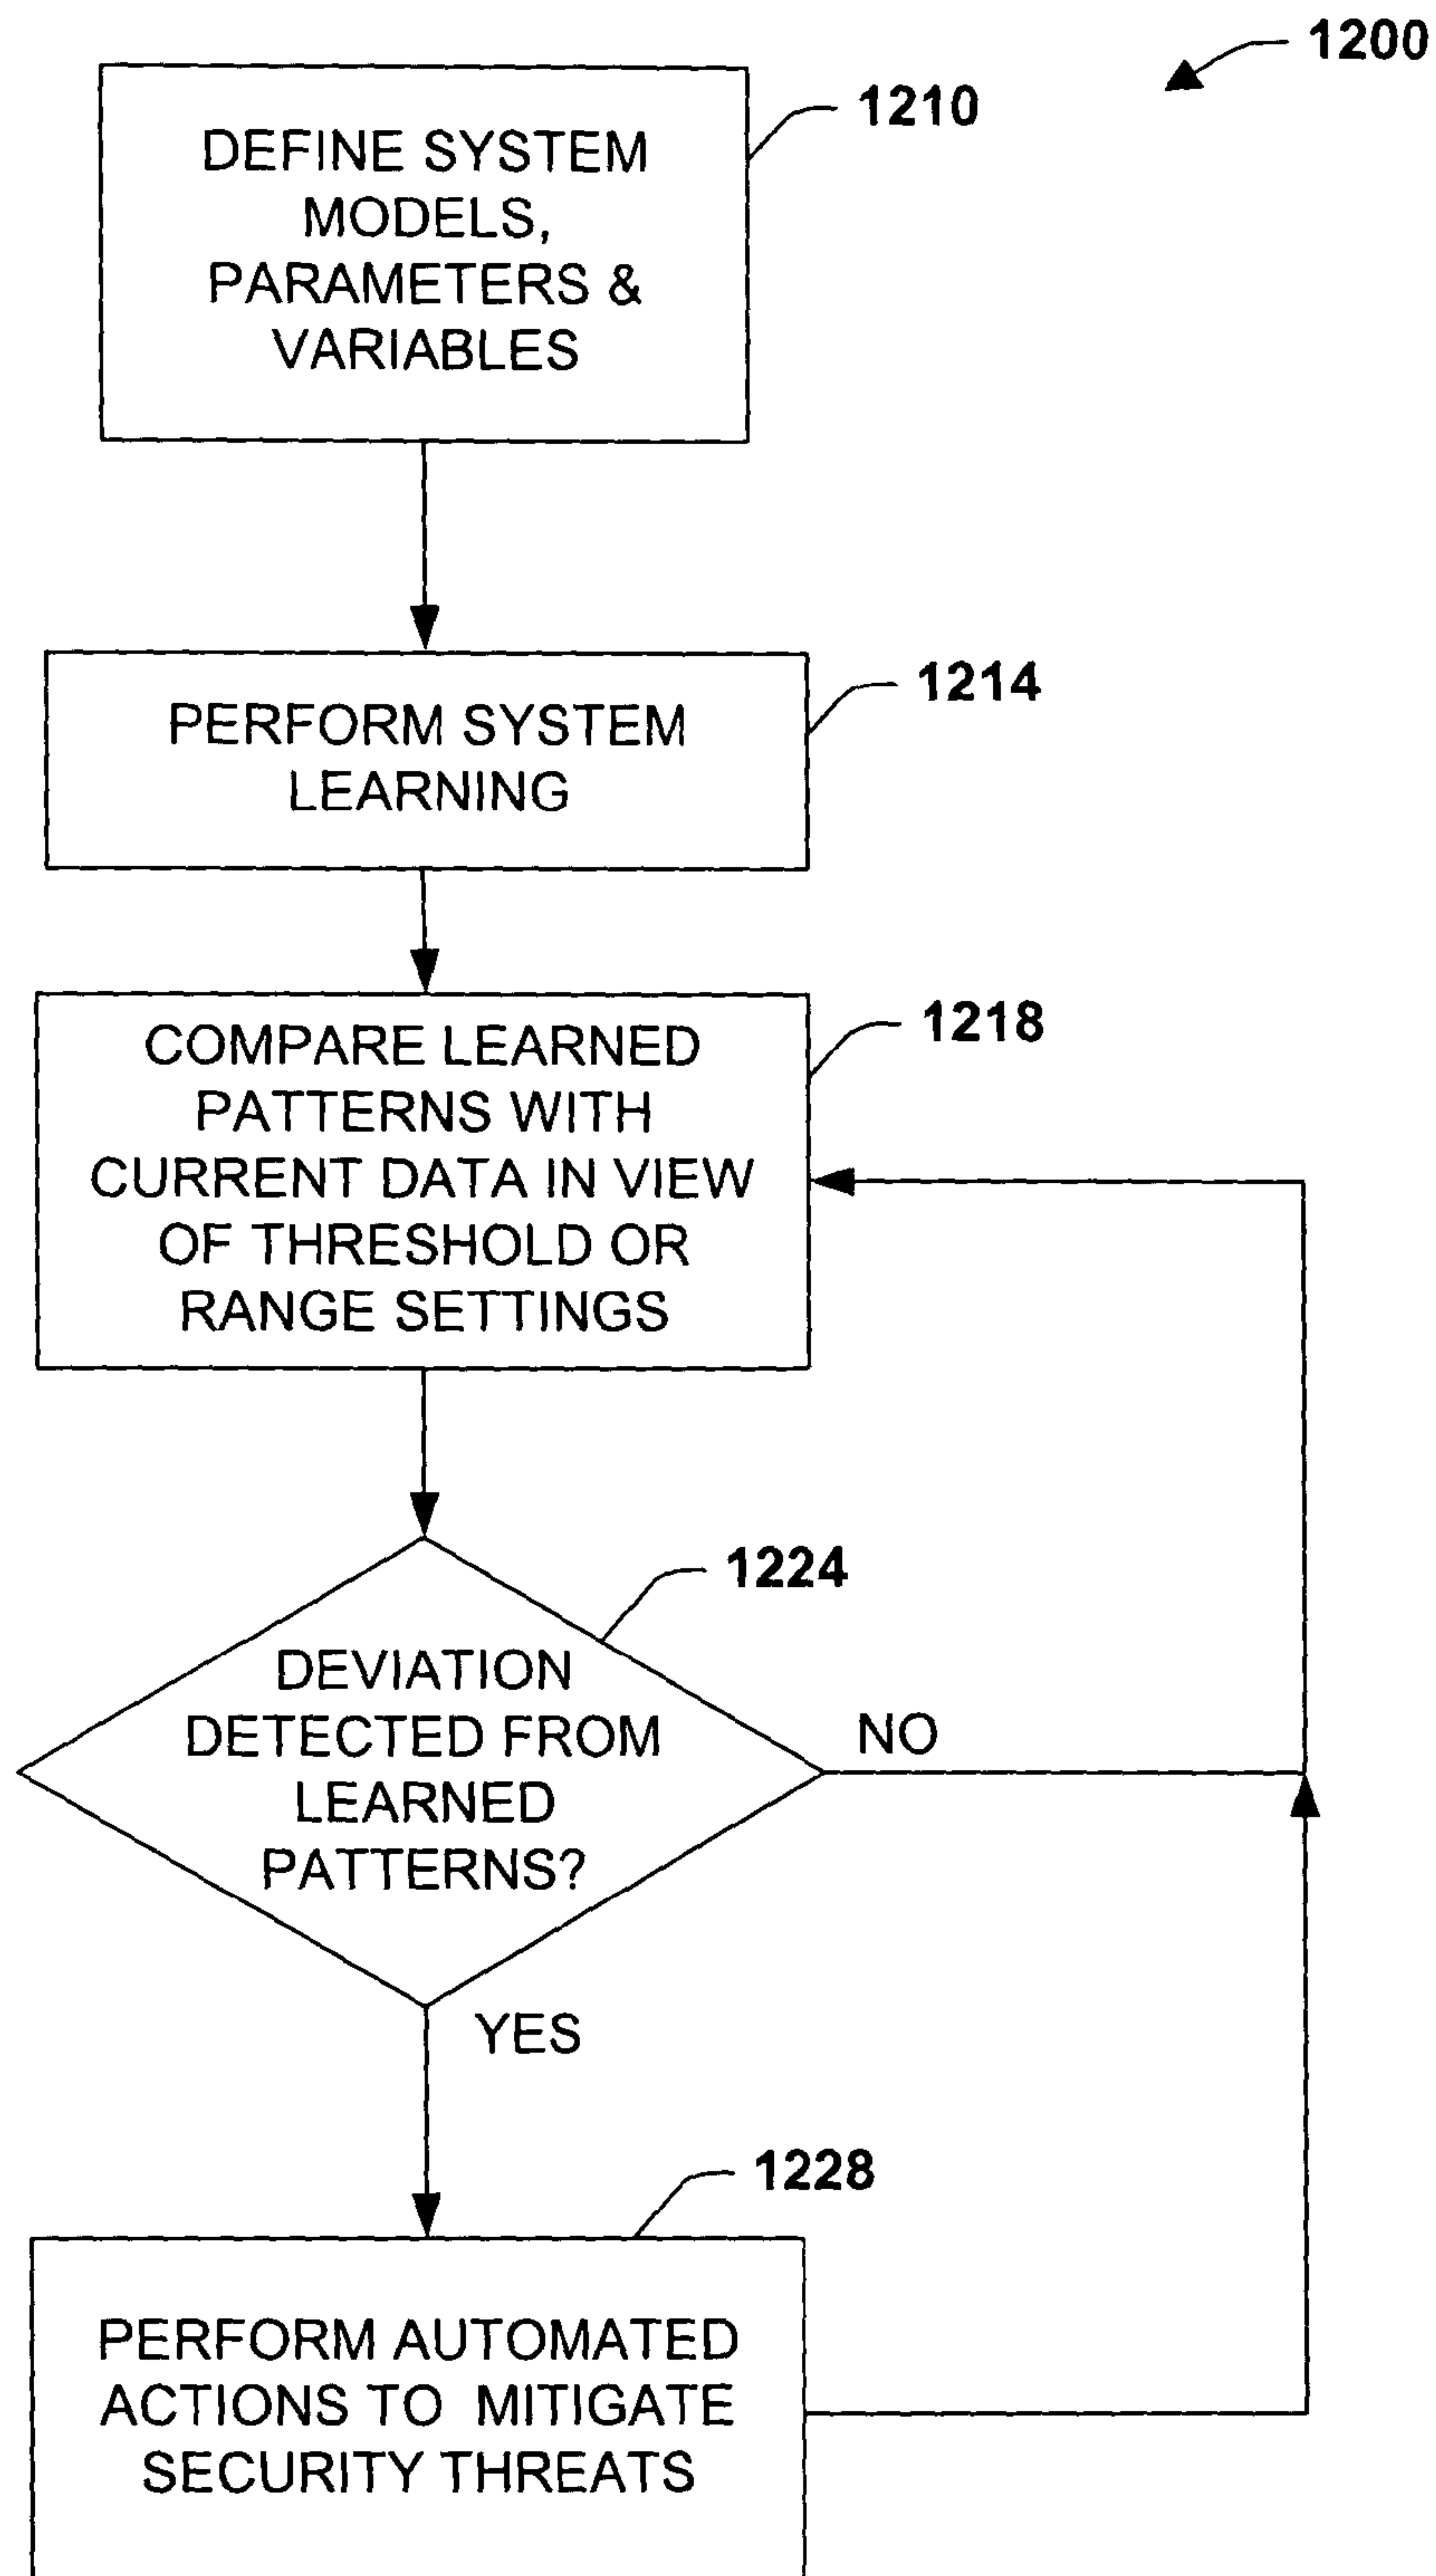 1200
1210
DEFINE SYSTEM
MODELS,
PARAMETERS &
VARIABLES
1214
PERFORM SYSTEM
LEARNING
1218
COMPARE LEARNED
PATTERNS WITH
CURRENT DATA IN VIEW
OF THRESHOLD OR
RANGE SETTINGS
1224
DEVIATION
DETECTED FROM
LEARNED
PATTERNS?
NO
YES
1228
PERFORM AUTOMATED
ACTIONS TO MITIGATE
SECURITY THREATS